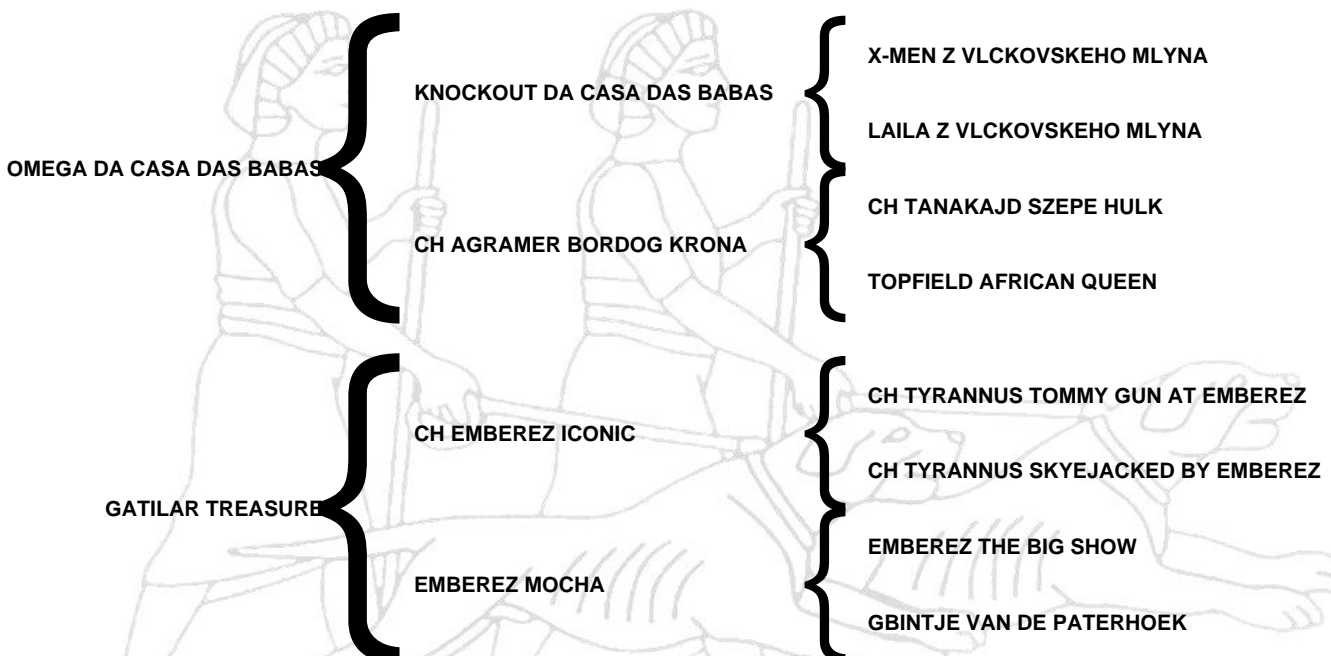 X-MEN Z VLCKOVSKEHO MLYNA
KNOCKOUT DA CASA DAS BABAS
LAILA Z VLCKOVSKEHO MLYNA
OMEGA DA CASA DAS BABAS
CH TANAKAJD SZEPE HULK
CH AGRAMER BORDOG KRONA
TOPFIELD AFRICAN QUEEN
CH TYRANNUS TOMMY GUN AT EMBEREZ
CH EMBEREZ ICONIC
CH TYRANNUS SKYEJACKED BY EMBEREZ
GATILAR TREASURE
EMBEREZ THE BIG SHOW
EMBEREZ MOCHA
GBINTJE VAN DE PATERHOEK